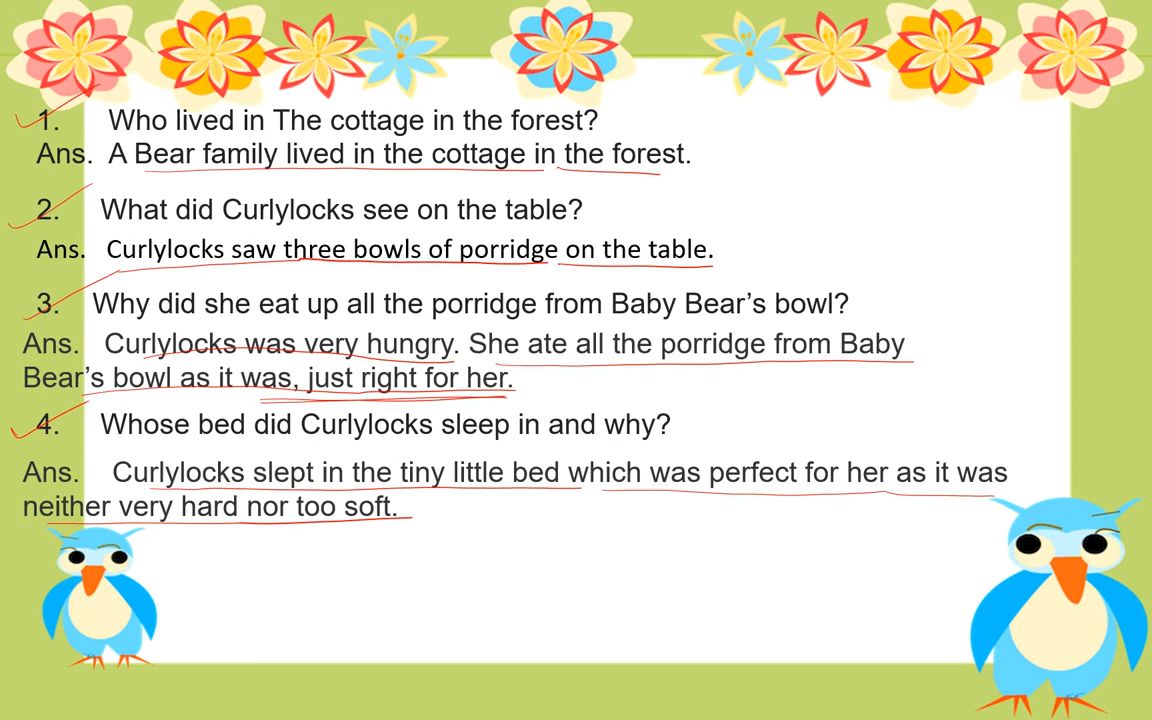 1. Who lived in The cottage in the forest?
Ans. A Bear family lived in the cottage in the forest.
2. What did Curlylocks see on the table?
Ans. Curlylocks saw three bowls of porridge on the table.
3. Why did she eat up all the porridge from Baby Bear’s bowl?
Ans. Curlylocks was very hungry. She ate all the porridge from Baby
Bear’s bowl as it was, just right for her.
4. Whose bed did Curlylocks sleep in and why?
Ans. Curlylocks slept in the tiny little bed which was perfect for her as it was
neither very hard nor too soft.